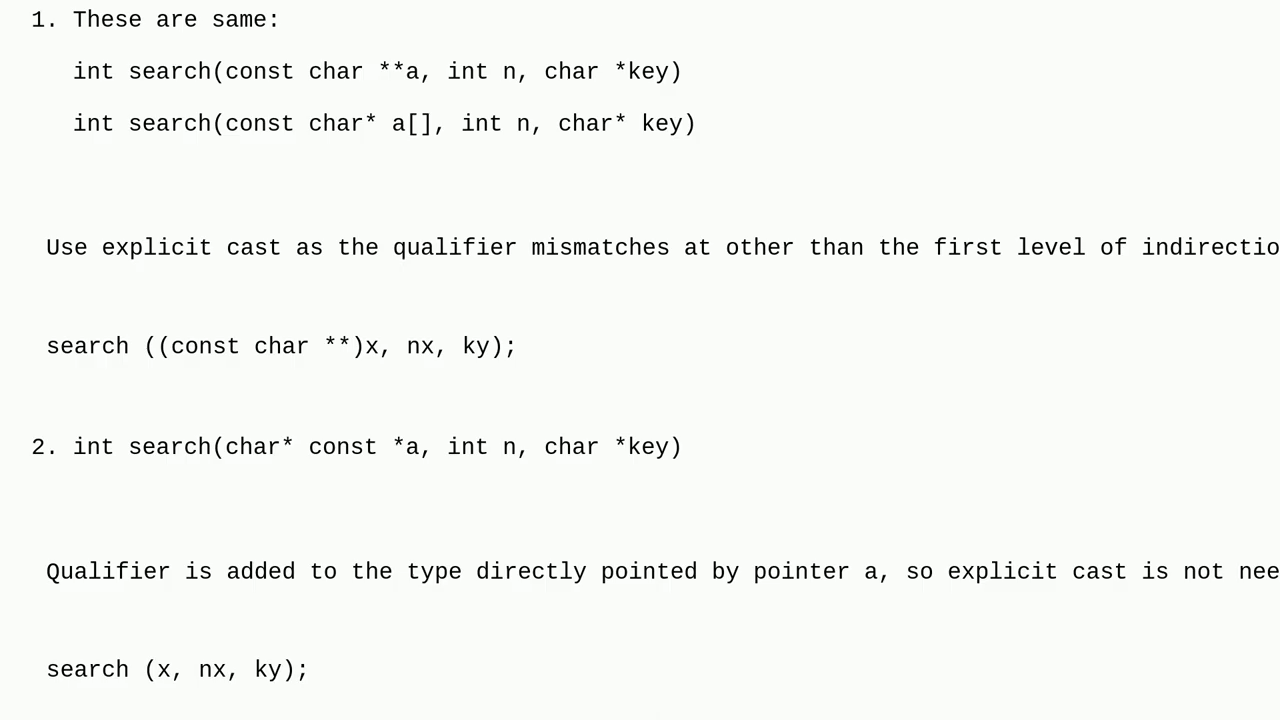 1. These are same:
int search(const char **a, int n, char *key)
int search(const char* a[], int n, char* key)
Use explicit cast as the qualifier mismatches at other than the first level of indirectio
search ((const char **)x, nx, ky);
2. int search(char* const *a, int n, char *key)
Qualifier is added to the type directly pointed by pointer a, so explicit cast is not nee
search (x, nx, ky);